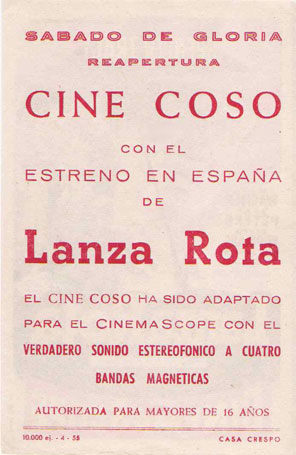 SABADO DE GLORIA
REAPERTURA
CINE COSO
CON EL
ESTRENO EN ESPAÑA
DE
Lanza Rota
EL CINE COSO HA SIDO ADAPTADO
PARA EL CINEMASCOPE CON EL
VERDADERO SONIDO ESTEREOFONICO A CUATRO
BANDAS MAGNETICAS
AUTORIZADA PARA MAYORES DE 16 AÑOS
10.000 ej. - 4 - 55
CASA CRESPO